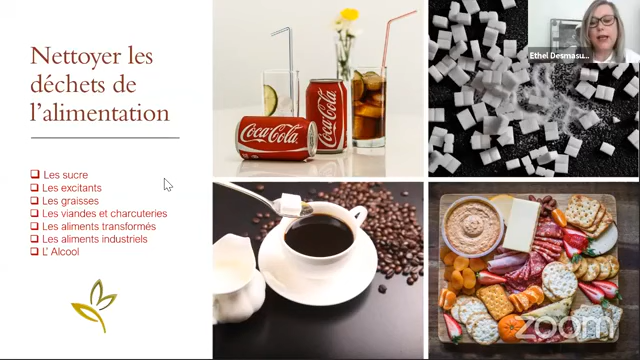 Nettoyer les
déchets de
l'alimentation
Les sucre
Les excitants
Les graisses
Les viandes et charcuteries
Les aliments transformés
Les aliments industriels
L' Alcool
Coca-Cola
Coca-Cola
Ethel Desmasu...
zoom